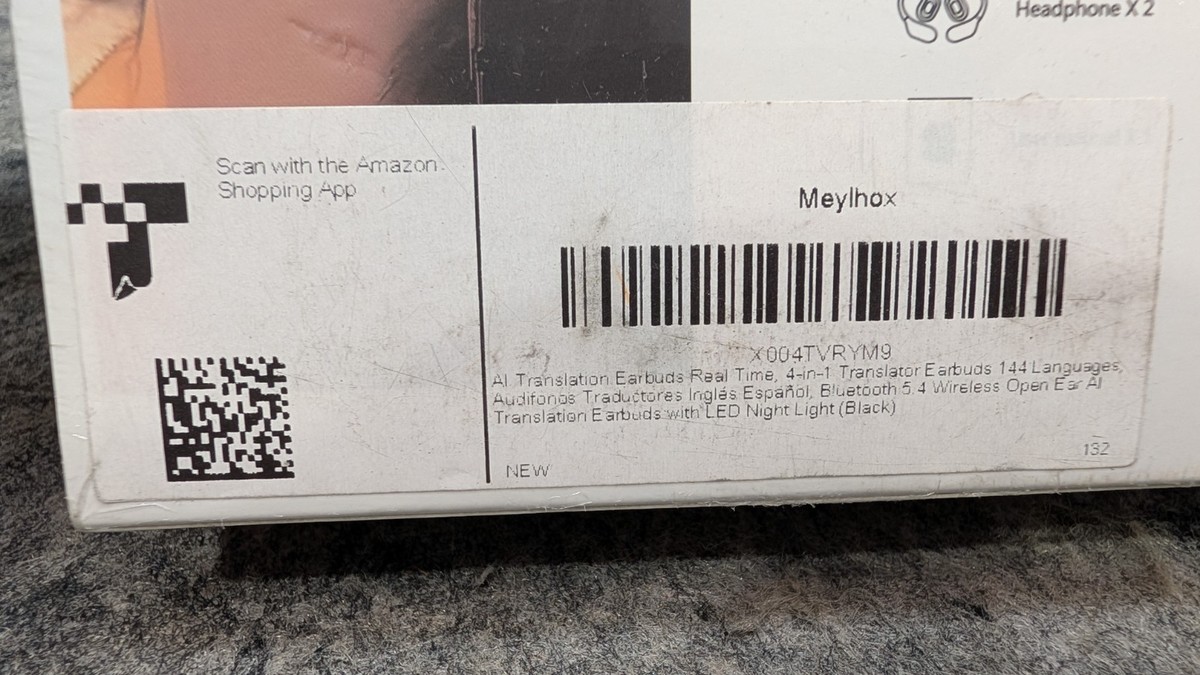 Headphone X 2
Scan with the Amazon
Shopping App
Meylhox
X004TVRYM9
AI Translation Earbuds Real Time, 4-in-1 Translator Earbuds 144 Languages,
Audifonos Traductores Inglés Español, Bluetooth 5.4 Wireless Open Ear AI
Translation Earbuds with LED Night Light (Black)
NEW
132